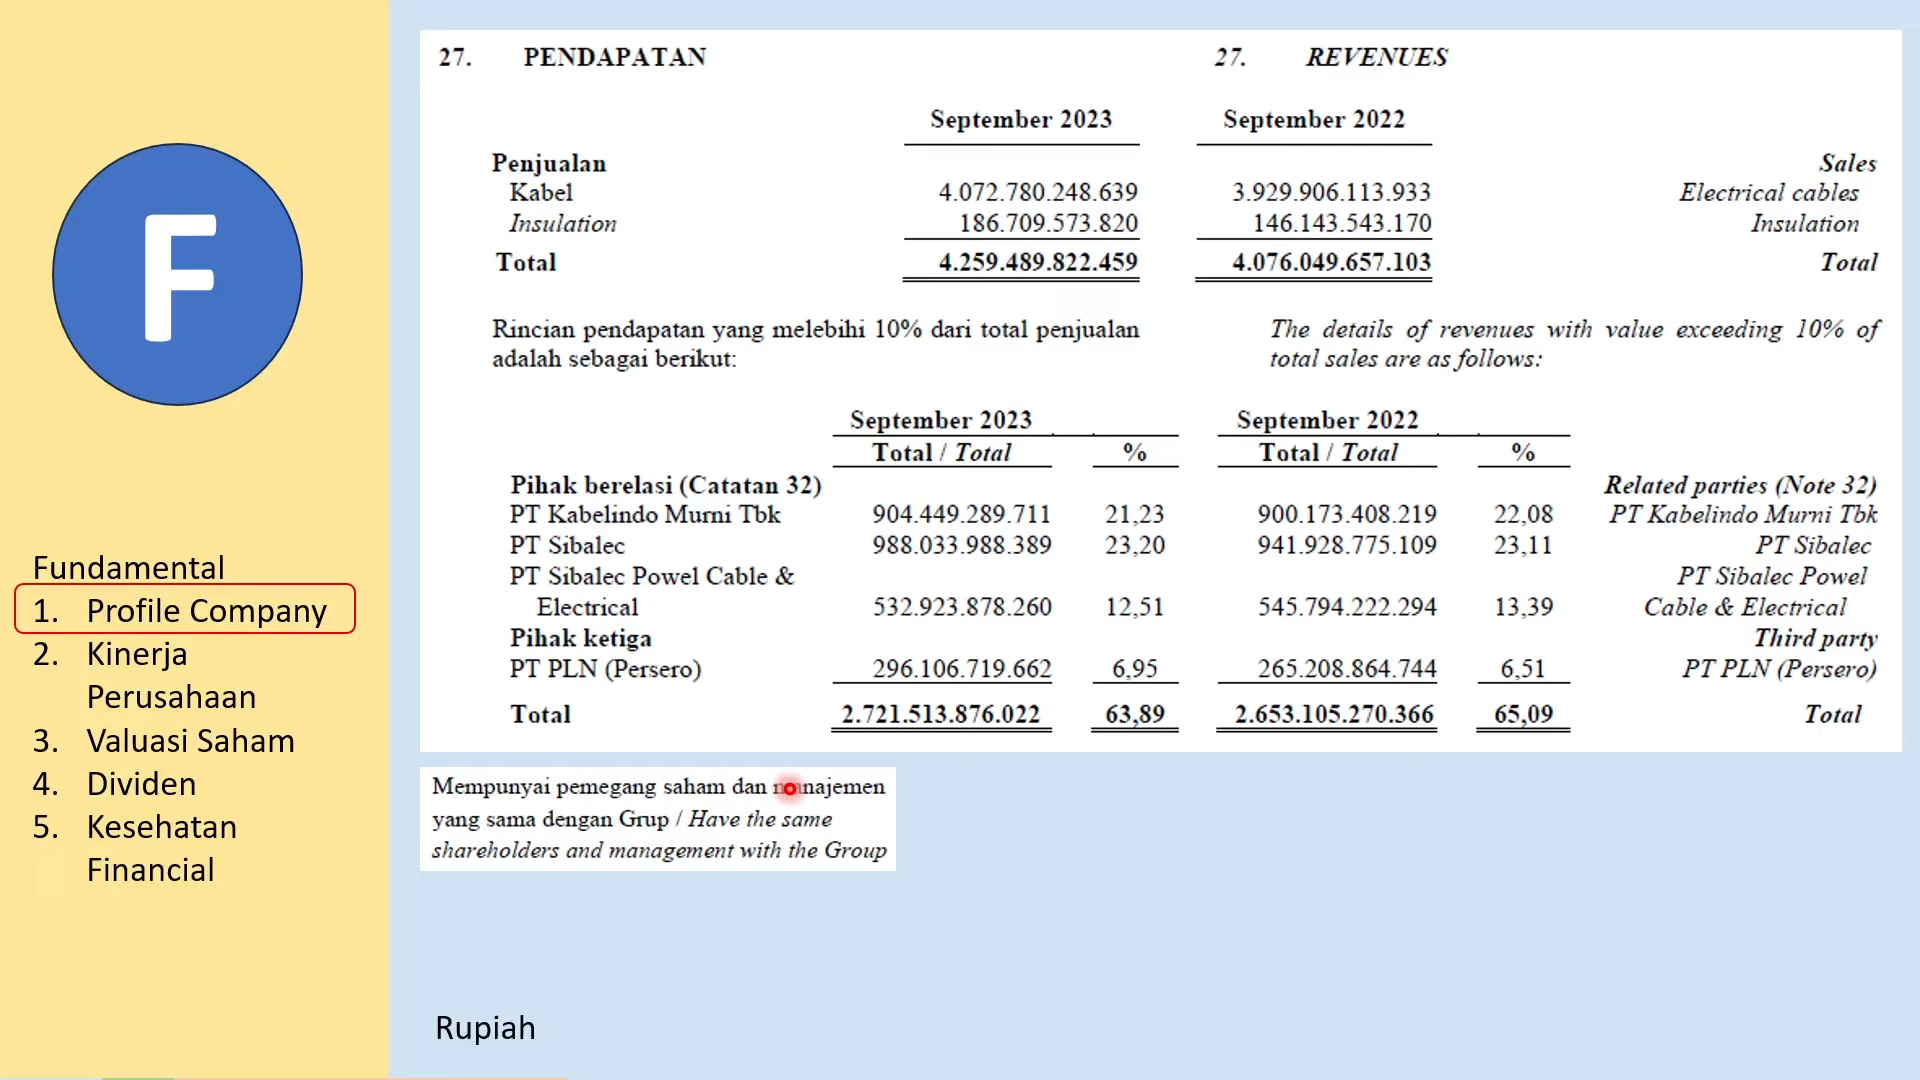 F
Fundamental
1. Profile Company
2. Kinerja
Perusahaan
3. Valuasi Saham
4. Dividen
5. Kesehatan
Financial
27. PENDAPATAN 27. REVENUES
September 2023 September 2022
Penjualan Sales
Kabel 4.072.780.248.639 3.929.906.113.933 Electrical cables
Insulation 186.709.573.820 146.143.543.170 Insulation
Total 4.259.489.822.459 4.076.049.657.103 Total
Rincian pendapatan yang melebihi 10% dari total penjualan
adalah sebagai berikut:
The details of revenues with value exceeding 10% of
total sales are as follows:
September 2023 September 2022
Total / Total % Total / Total %
Pihak berelasi (Catatan 32) Related parties (Note 32)
PT Kabelindo Murni Tbk 904.449.289.711 21,23 900.173.408.219 22,08 PT Kabelindo Murni Tbk
PT Sibalec 988.033.988.389 23,20 941.928.775.109 23,11 PT Sibalec
PT Sibalec Powel Cable & PT Sibalec Powel
Electrical 532.923.878.260 12,51 545.794.222.294 13,39 Cable & Electrical
Pihak ketiga Third party
PT PLN (Persero) 296.106.719.662 6,95 265.208.864.744 6,51 PT PLN (Persero)
Total 2.721.513.876.022 63,89 2.653.105.270.366 65,09 Total
Mempunyai pemegang saham dan manajemen
yang sama dengan Grup / Have the same
shareholders and management with the Group
Rupiah